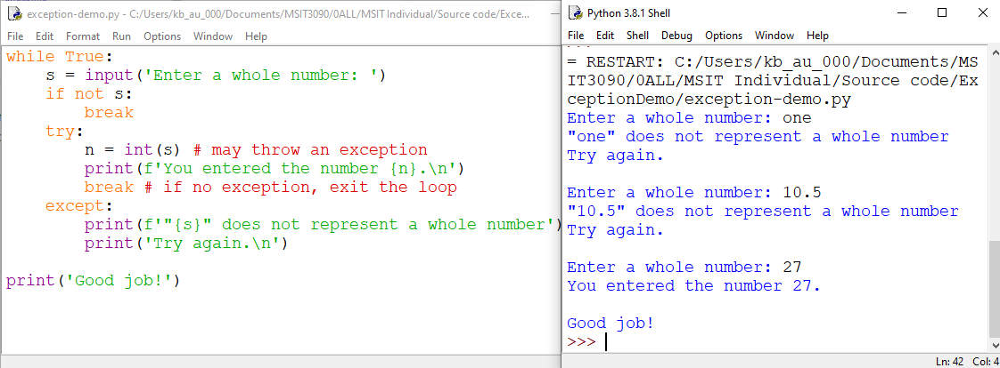 exception-demo.py - C:/Users/kb_au_000/Documents/MSIT3090/0ALL/MSIT Individual/Source code/Exce...
File Edit Format Run Options Window Help
while True:
    s = input('Enter a whole number: ')
    if not s:
        break
    try:
        n = int(s) # may throw an exception
        print(f'You entered the number {n}.\n')
        break # if no exception, exit the loop
    except:
        print(f'"{s}" does not represent a whole number')
        print('Try again.\n')

print('Good job!')
Python 3.8.1 Shell
File Edit Shell Debug Options Window Help
= RESTART: C:/Users/kb_au_000/Documents/MS
IT3090/0ALL/MSIT Individual/Source code/Ex
ceptionDemo/exception-demo.py
Enter a whole number: one
"one" does not represent a whole number
Try again.

Enter a whole number: 10.5
"10.5" does not represent a whole number
Try again.

Enter a whole number: 27
You entered the number 27.

Good job!
>>>
Ln: 42 Col: 4